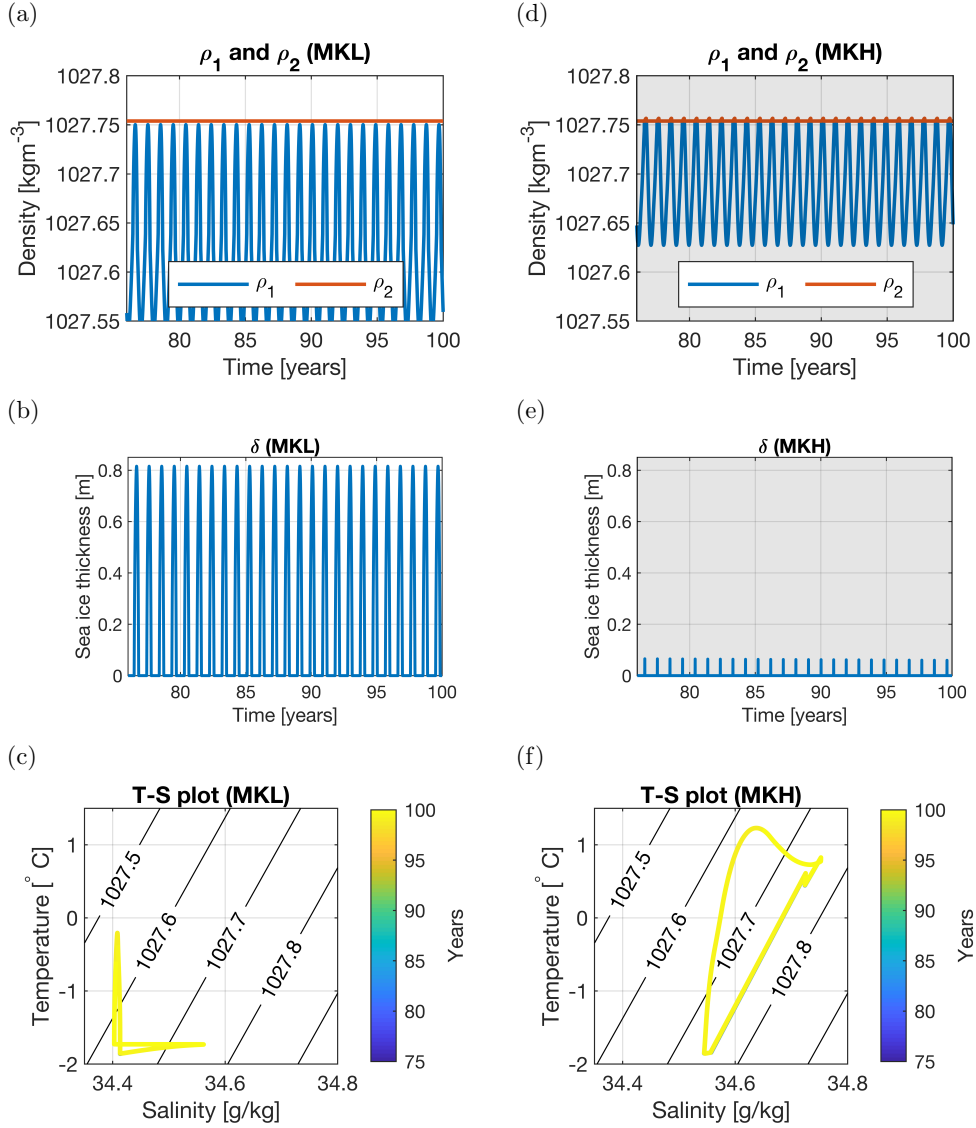 (a)
ρ1 and ρ2 (MKL)
1027.8
1027.75
1027.7
1027.65
1027.6
1027.55
Density [kgm-3]
ρ1 ρ2
80 85 90 95 100
Time [years]
(d)
ρ1 and ρ2 (MKH)
1027.8
1027.75
1027.7
1027.65
1027.6
1027.55
Density [kgm-3]
ρ1 ρ2
80 85 90 95 100
Time [years]
(b)
δ (MKL)
0.8
0.6
0.4
0.2
0
Sea ice thickness [m]
80 85 90 95 100
Time [years]
(e)
δ (MKH)
0.8
0.6
0.4
0.2
0
Sea ice thickness [m]
80 85 90 95 100
Time [years]
(c)
T-S plot (MKL)
1
0
-1
-2
Temperature [° C]
1027.5
1027.6
1027.7
1027.8
34.4 34.6 34.8
Salinity [g/kg]
100
95
90
85
80
75
Years
(f)
T-S plot (MKH)
1
0
-1
-2
Temperature [° C]
1027.5
1027.6
1027.7
1027.8
34.4 34.6 34.8
Salinity [g/kg]
100
95
90
85
80
75
Years